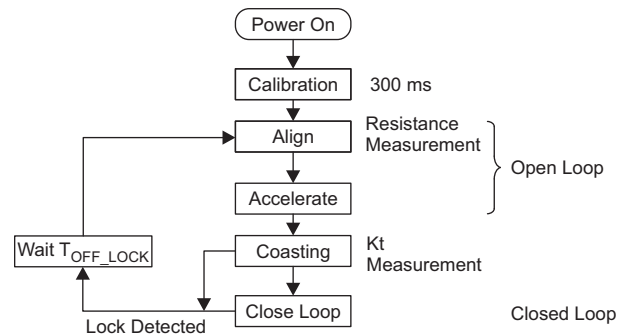 Power On
Calibration
300 ms
Align
Resistance
Measurement
Open Loop
Accelerate
Wait T_OFF_LOCK
Coasting
Kt
Measurement
Close Loop
Closed Loop
Lock Detected